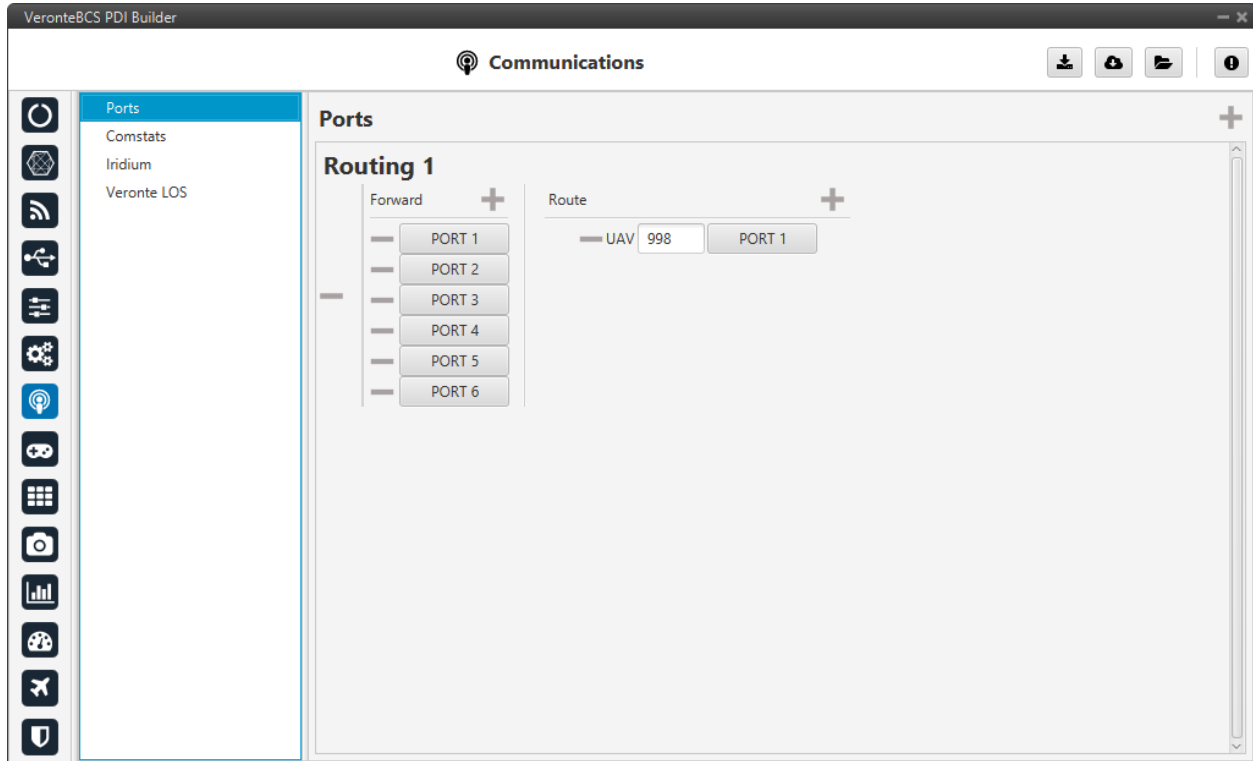 VeronteBCS PDI Builder
Communications
Ports
Comstats
Iridium
Veronte LOS
Ports
Routing 1
Forward
Route
PORT 1
PORT 2
PORT 3
PORT 4
PORT 5
PORT 6
UAV 998 PORT 1